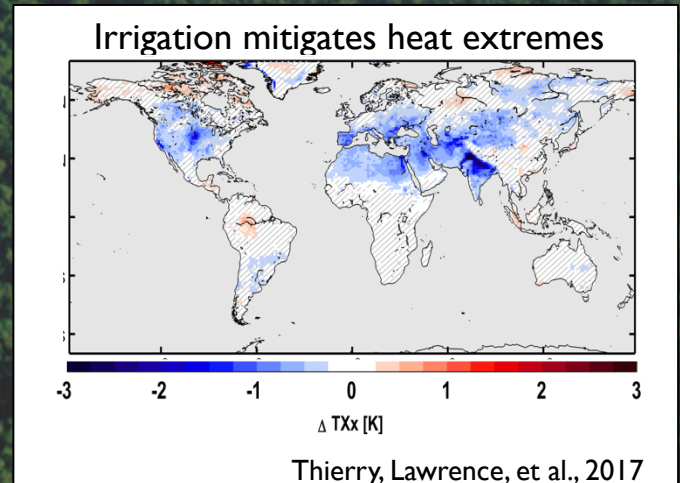 Irrigation mitigates heat extremes
-3 -2 -1 0 1 2 3
Δ TXx [K]
Thierry, Lawrence, et al., 2017